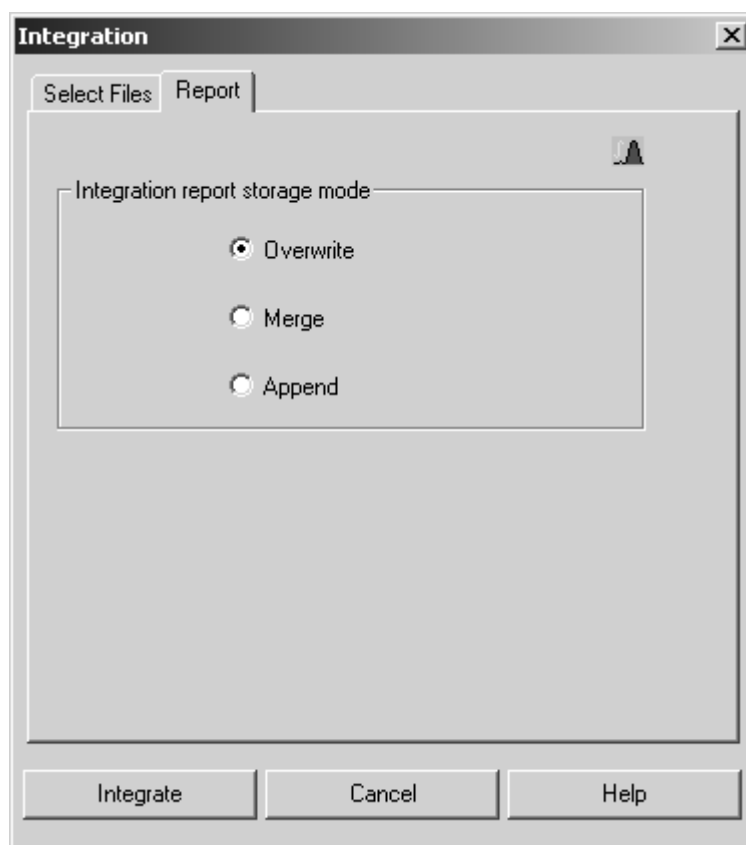 Integration
Select Files Report
Integration report storage mode
Overwrite
Merge
Append
Integrate Cancel Help